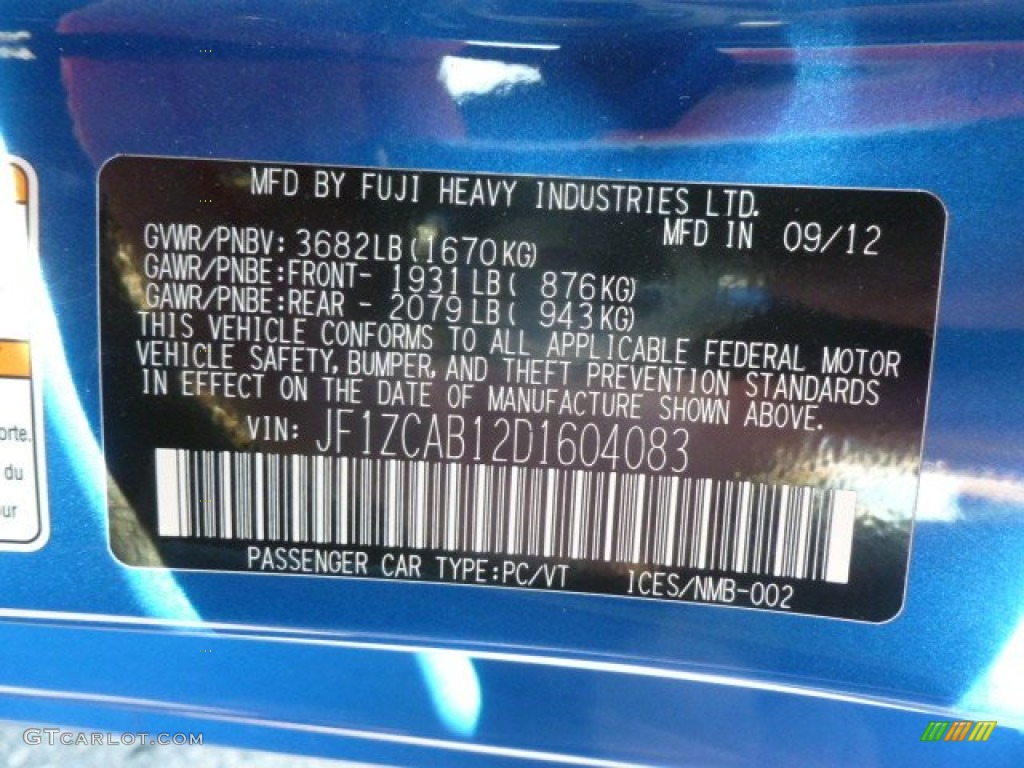 MFD BY FUJI HEAVY INDUSTRIES LTD.
MFD IN 09/12
GVWR/PNBV: 3682LB(1670KG)
GAWR/PNBE:FRONT- 1931LB( 876KG)
GAWR/PNBE:REAR - 2079LB( 943KG)
THIS VEHICLE CONFORMS TO ALL APPLICABLE FEDERAL MOTOR
VEHICLE SAFETY, BUMPER, AND THEFT PREVENTION STANDARDS
IN EFFECT ON THE DATE OF MANUFACTURE SHOWN ABOVE.
VIN: JF1ZCAB12D1604083
PASSENGER CAR TYPE:PC/VT ICES/NMB-002
orte.
du
our
GTCARLOT.COM